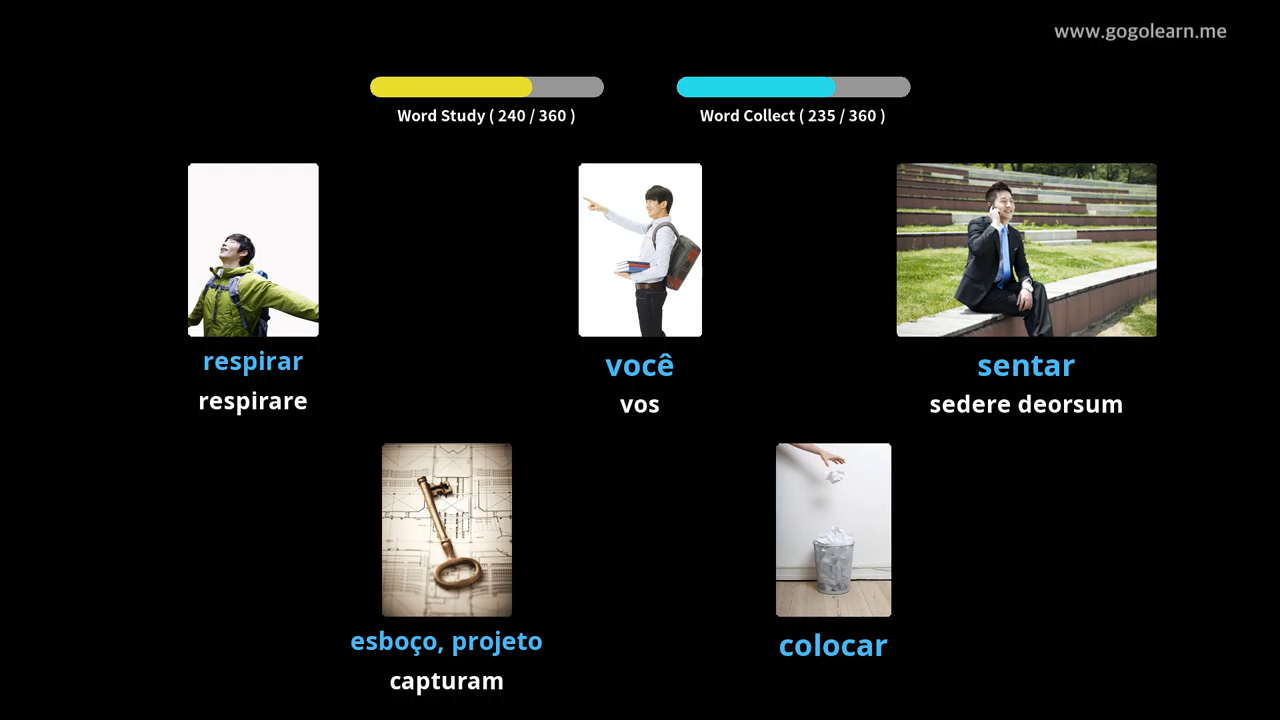 www.gogolearn.me
Word Study ( 240 / 360 )
Word Collect ( 235 / 360 )
respirar
respirare
você
vos
sentar
sedere deorsum
esboço, projeto
capturam
colocar